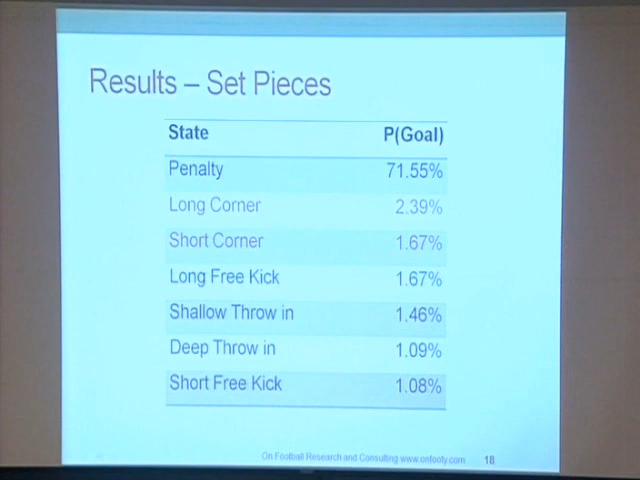 Results – Set Pieces
State P(Goal)
Penalty 71.55%
Long Corner 2.39%
Short Corner 1.67%
Long Free Kick 1.67%
Shallow Throw in 1.46%
Deep Throw in 1.09%
Short Free Kick 1.08%
On Football Research and Consulting www.onfooty.com 18